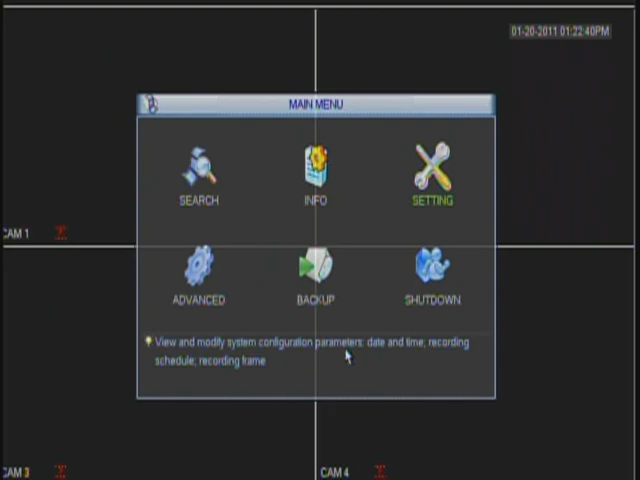 01-20-2011 01:22:40PM
MAIN MENU
SEARCH
INFO
SETTING
CAM 1
ADVANCED
BACKUP
SHUTDOWN
View and modify system configuration parameters: date and time; recording
schedule; recording frame
CAM 3
CAM 4